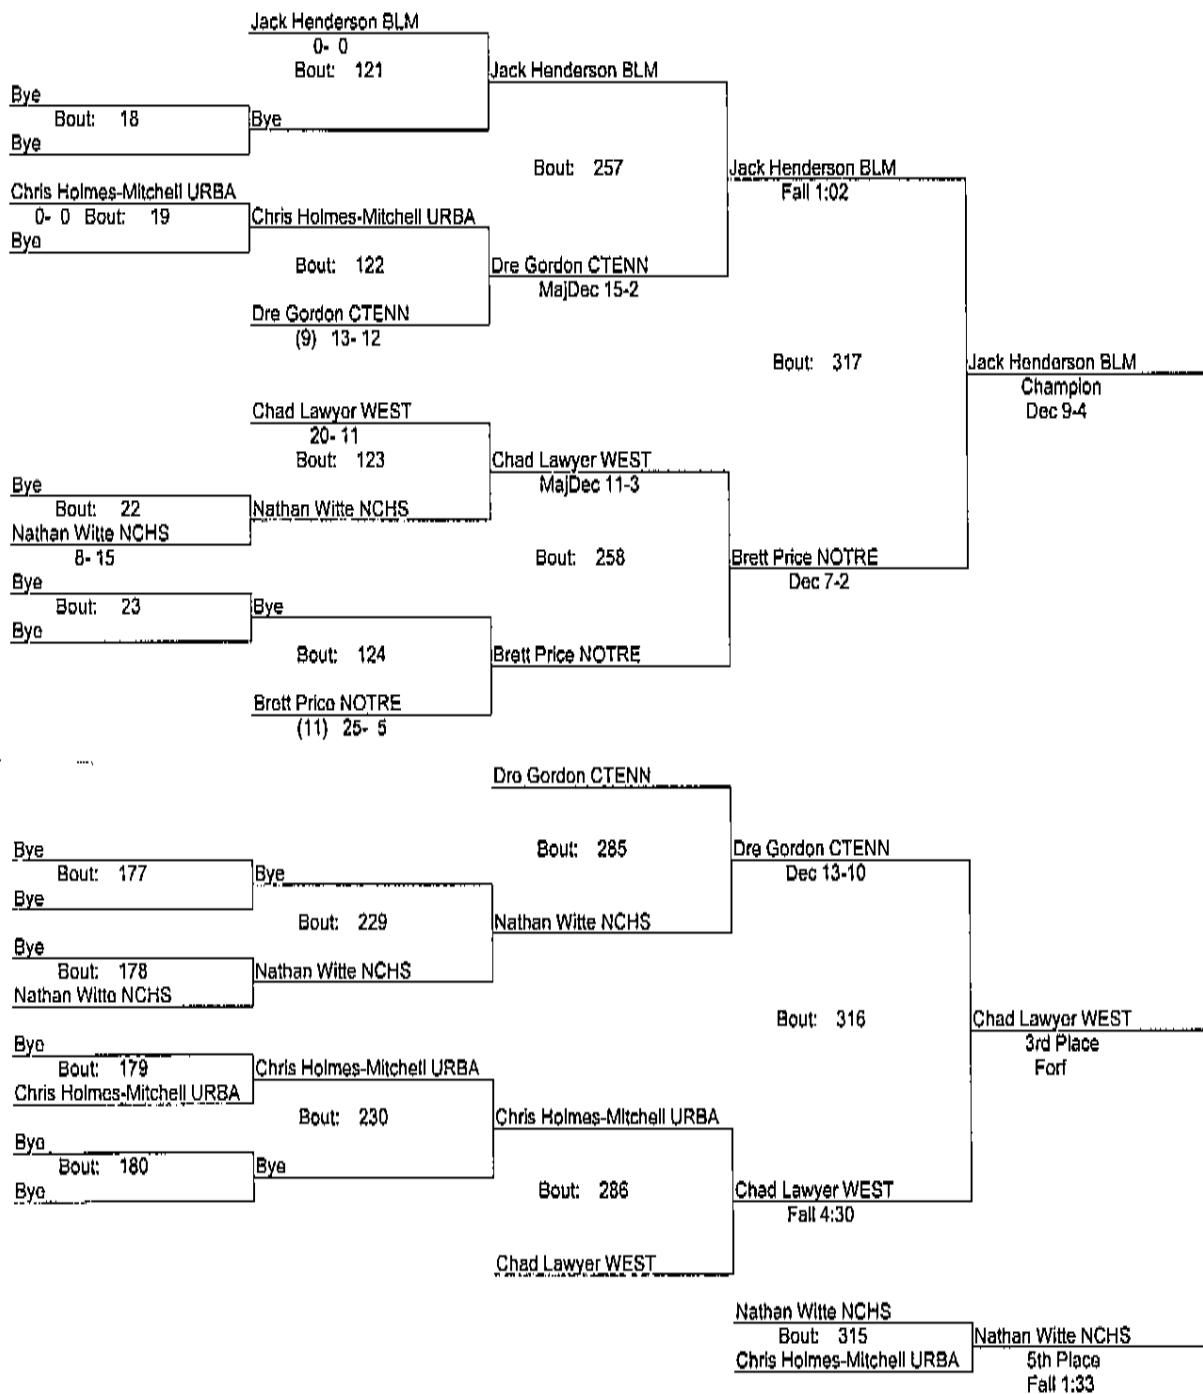 Jack Henderson BLM
0- 0
Bout: 121
Jack Henderson BLM
Bye
Bout: 18
Bye
Bye
Bout: 257
Jack Henderson BLM
Fall 1:02
Chris Holmes-Mitchell URBA
0- 0 Bout: 19
Chris Holmes-Mitchell URBA
Bye
Bout: 122
Dre Gordon CTENN
MajDec 15-2
Dre Gordon CTENN
(9) 13- 12
Bout: 317
Jack Henderson BLM
Champion
Dec 9-4
Chad Lawyer WEST
20- 11
Bout: 123
Chad Lawyer WEST
MajDec 11-3
Bye
Bout: 22
Nathan Witte NCHS
Nathan Witte NCHS
8- 15
Bout: 258
Brett Price NOTRE
Dec 7-2
Bye
Bout: 23
Bye
Bye
Bout: 124
Brett Price NOTRE
Brett Price NOTRE
(11) 25- 5
Dre Gordon CTENN
Bout: 285
Dre Gordon CTENN
Dec 13-10
Bye
Bout: 177
Bye
Bye
Bout: 229
Nathan Witte NCHS
Bye
Bout: 178
Nathan Witte NCHS
Nathan Witte NCHS
Bout: 316
Chad Lawyer WEST
3rd Place
Forf
Bye
Bout: 179
Chris Holmes-Mitchell URBA
Chris Holmes-Mitchell URBA
Bout: 230
Chris Holmes-Mitchell URBA
Bye
Bout: 180
Bye
Bye
Bout: 286
Chad Lawyer WEST
Fall 4:30
Chad Lawyer WEST
Nathan Witte NCHS
Bout: 315
Chris Holmes-Mitchell URBA
Nathan Witte NCHS
5th Place
Fall 1:33